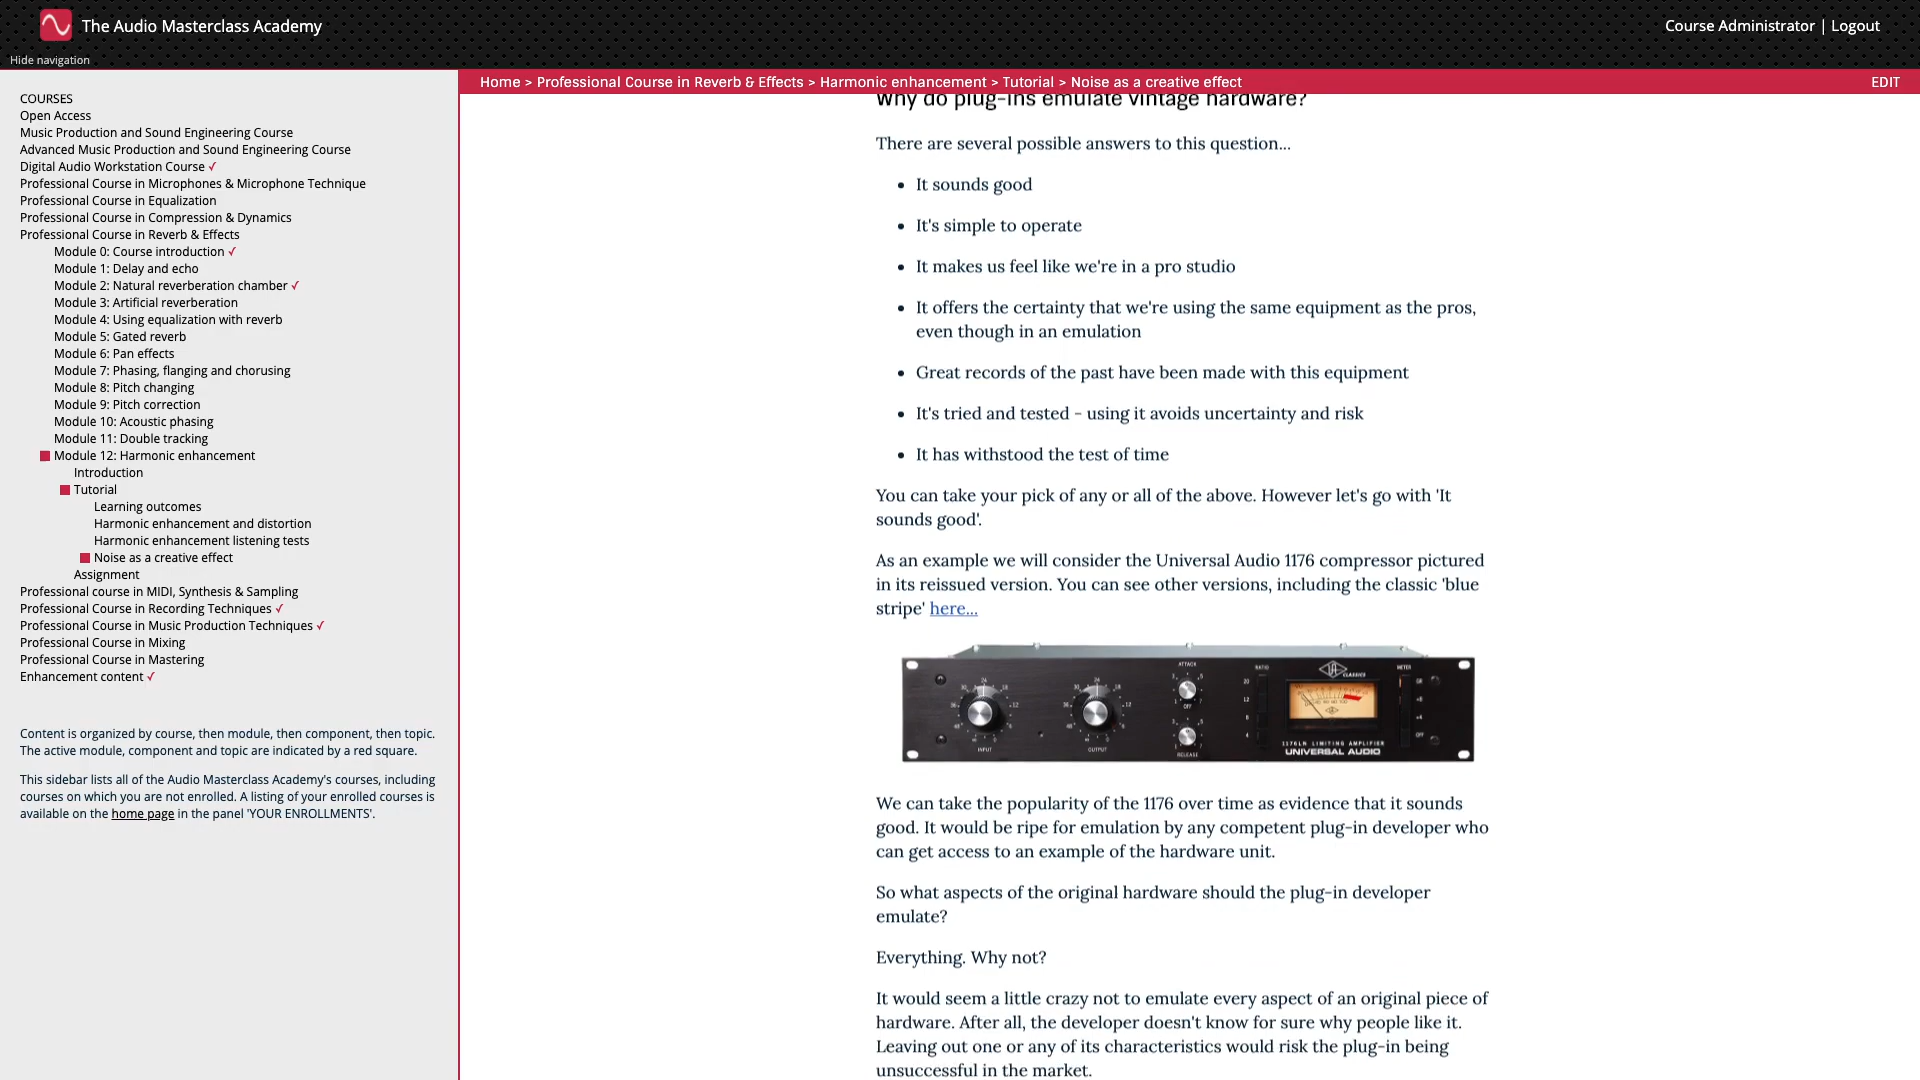 The Audio Masterclass Academy
Course Administrator | Logout
Hide navigation
Home > Professional Course in Reverb & Effects > Harmonic enhancement > Tutorial > Noise as a creative effect
EDIT
COURSES
Open Access
Music Production and Sound Engineering Course
Advanced Music Production and Sound Engineering Course
Digital Audio Workstation Course ✓
Professional Course in Microphones & Microphone Technique
Professional Course in Equalization
Professional Course in Compression & Dynamics
Professional Course in Reverb & Effects
Module 0: Course introduction ✓
Module 1: Delay and echo
Module 2: Natural reverberation chamber ✓
Module 3: Artificial reverberation
Module 4: Using equalization with reverb
Module 5: Gated reverb
Module 6: Pan effects
Module 7: Phasing, flanging and chorusing
Module 8: Pitch changing
Module 9: Pitch correction
Module 10: Acoustic phasing
Module 11: Double tracking
Module 12: Harmonic enhancement
Introduction
Tutorial
Learning outcomes
Harmonic enhancement and distortion
Harmonic enhancement listening tests
Noise as a creative effect
Assignment
Professional course in MIDI, Synthesis & Sampling
Professional Course in Recording Techniques ✓
Professional Course in Music Production Techniques ✓
Professional Course in Mixing
Professional Course in Mastering
Enhancement content ✓
Content is organized by course, then module, then component, then topic.
The active module, component and topic are indicated by a red square.
This sidebar lists all of the Audio Masterclass Academy's courses, including
courses on which you are not enrolled. A listing of your enrolled courses is
available on the home page in the panel 'YOUR ENROLLMENTS'.
Why do plug-ins emulate vintage hardware?
There are several possible answers to this question...
• It sounds good
• It's simple to operate
• It makes us feel like we're in a pro studio
• It offers the certainty that we're using the same equipment as the pros,
even though in an emulation
• Great records of the past have been made with this equipment
• It's tried and tested - using it avoids uncertainty and risk
• It has withstood the test of time
You can take your pick of any or all of the above. However let's go with 'It
sounds good'.
As an example we will consider the Universal Audio 1176 compressor pictured
in its reissued version. You can see other versions, including the classic 'blue
stripe' here...
ATTACK
RATIO
CLASSICS
METER
OFF
INPUT
OUTPUT
RELEASE
1176LN LIMITING AMPLIFIER
UNIVERSAL AUDIO
We can take the popularity of the 1176 over time as evidence that it sounds
good. It would be ripe for emulation by any competent plug-in developer who
can get access to an example of the hardware unit.
So what aspects of the original hardware should the plug-in developer
emulate?
Everything. Why not?
It would seem a little crazy not to emulate every aspect of an original piece of
hardware. After all, the developer doesn't know for sure why people like it.
Leaving out one or any of its characteristics would risk the plug-in being
unsuccessful in the market.